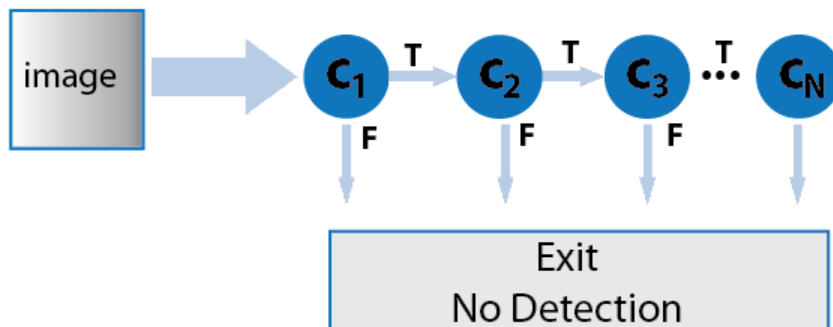 image
C1 T C2 T C3 T ••• CN
F F F
Exit
No Detection